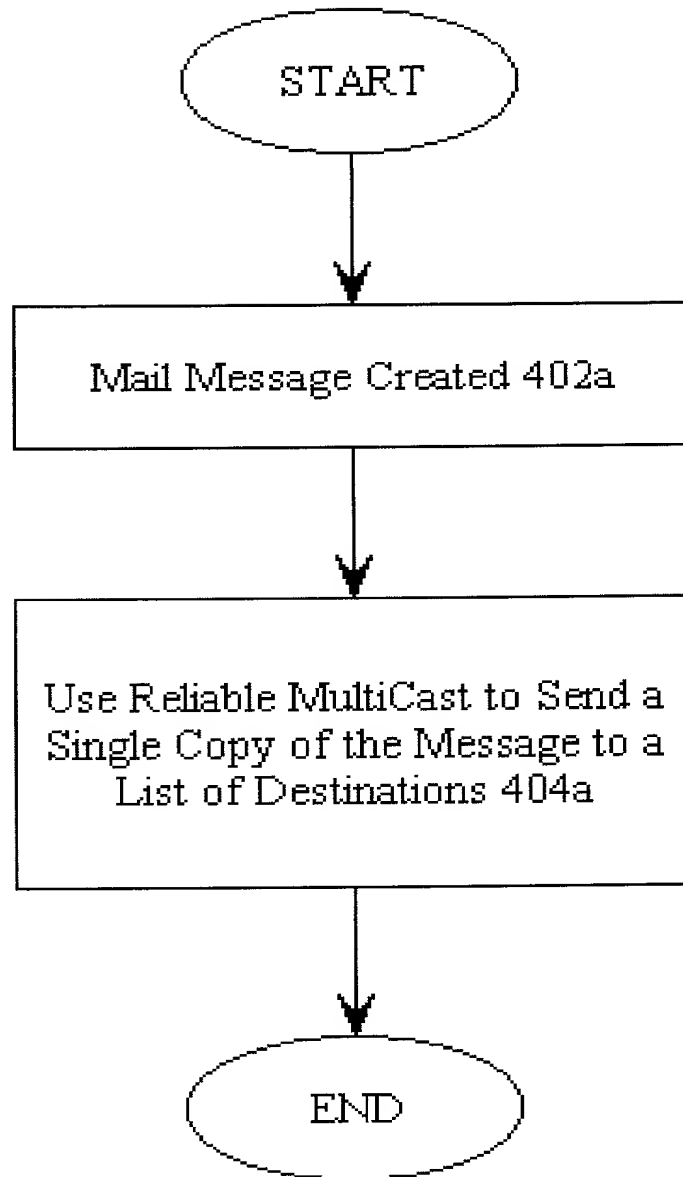 START
Mail Message Created 402a
Use Reliable MultiCast to Send a
Single Copy of the Message to a
List of Destinations 404a
END